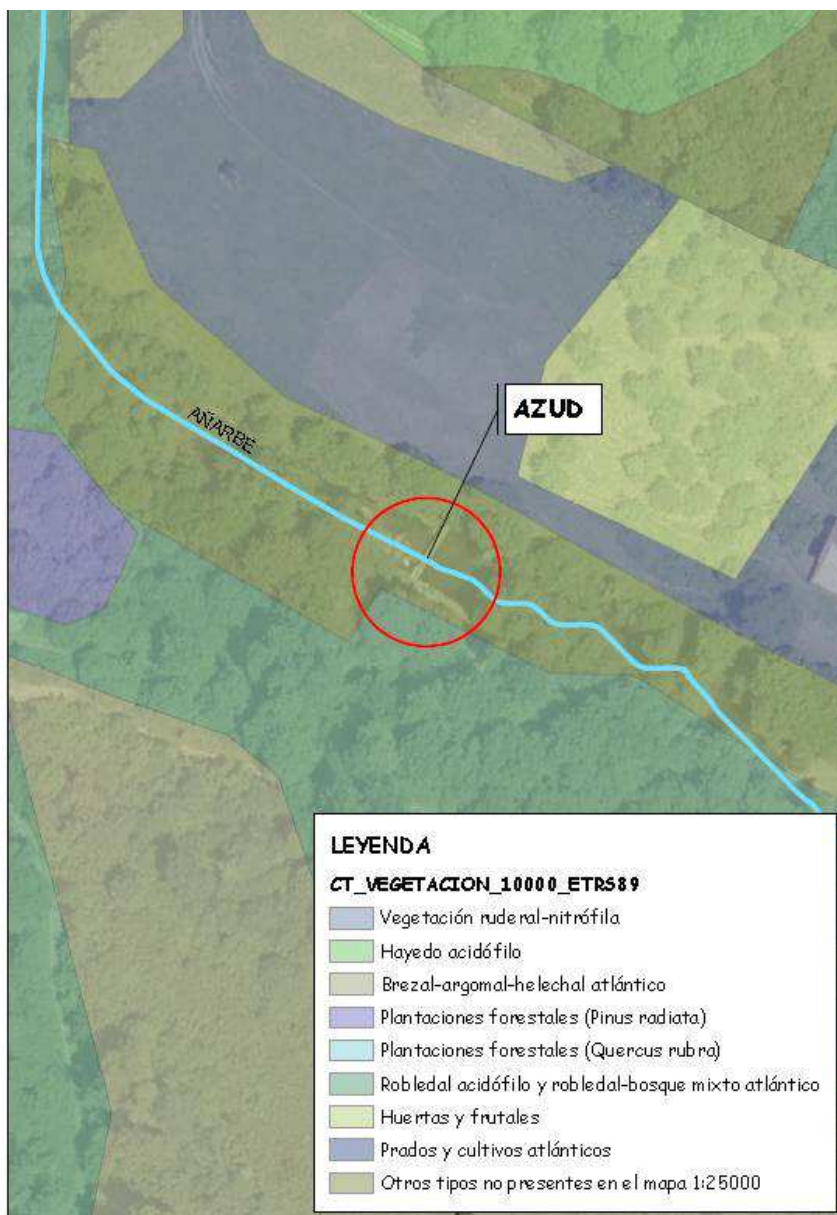 AZUD
AÑARBE
LEYENDA
CT_VEGETACION_10000_ETRS89
Vegetación ruderal-nitrófila
Hayedo acidófilo
Brezal-argomal-helechal atlántico
Plantaciones forestales (Pinus radiata)
Plantaciones forestales (Quercus rubra)
Robledal acidófilo y robledal-bosque mixto atlántico
Huertas y frutales
Prados y cultivos atlánticos
Otros tipos no presentes en el mapa 1:25000